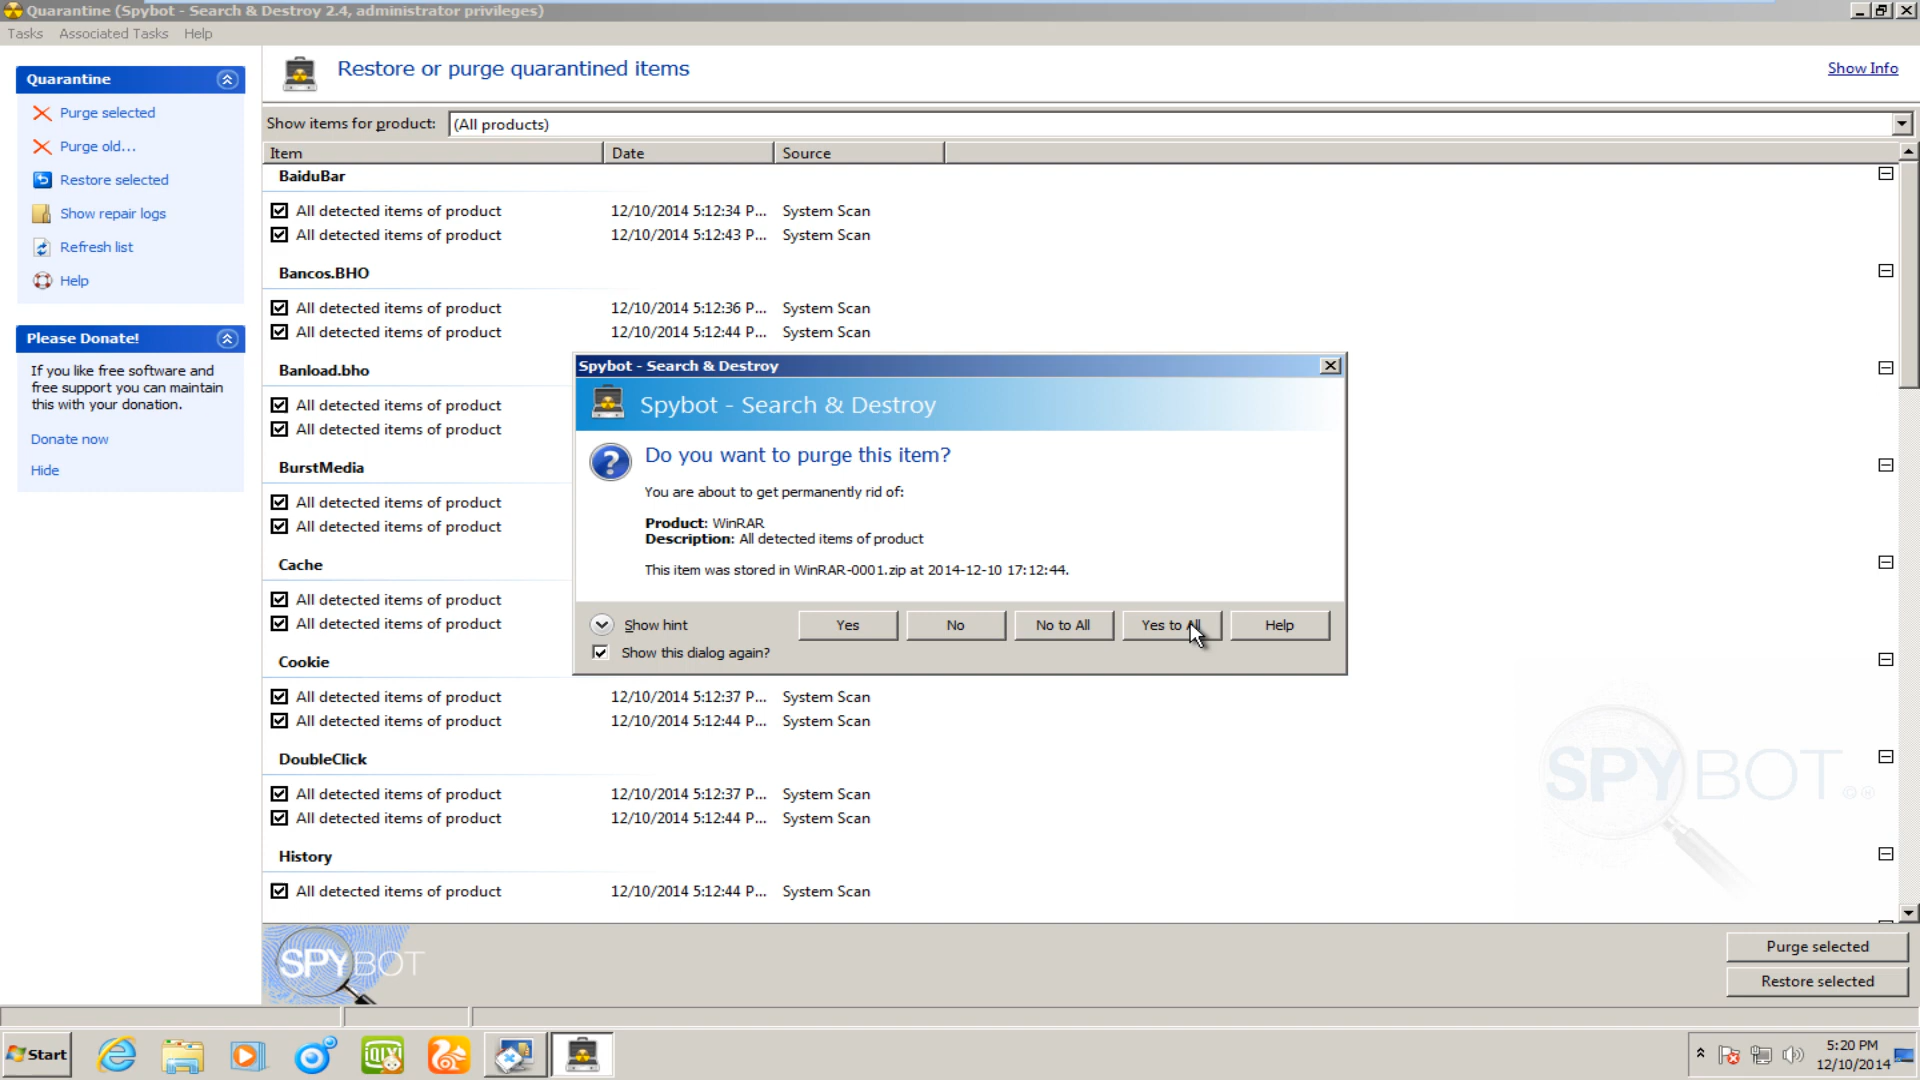 Quarantine (Spybot - Search & Destroy 2.4, administrator privileges)
Tasks Associated Tasks Help
Quarantine
Purge selected
Purge old...
Restore selected
Show repair logs
Refresh list
Help
Please Donate!
If you like free software and
free support you can maintain
this with your donation.
Donate now
Hide
Restore or purge quarantined items
Show Info
Show items for product: (All products)
Item Date Source
BaiduBar
All detected items of product 12/10/2014 5:12:34 P... System Scan
All detected items of product 12/10/2014 5:12:43 P... System Scan
Bancos.BHO
All detected items of product 12/10/2014 5:12:36 P... System Scan
All detected items of product 12/10/2014 5:12:44 P... System Scan
Banload.bho
All detected items of product
All detected items of product
BurstMedia
All detected items of product
All detected items of product
Cache
All detected items of product
All detected items of product
Cookie
All detected items of product 12/10/2014 5:12:37 P... System Scan
All detected items of product 12/10/2014 5:12:44 P... System Scan
DoubleClick
All detected items of product 12/10/2014 5:12:37 P... System Scan
All detected items of product 12/10/2014 5:12:44 P... System Scan
History
All detected items of product 12/10/2014 5:12:44 P... System Scan
Spybot - Search & Destroy
Spybot - Search & Destroy
Do you want to purge this item?
You are about to get permanently rid of:
Product: WinRAR
Description: All detected items of product
This item was stored in WinRAR-0001.zip at 2014-12-10 17:12:44.
Show hint
Yes No No to All Yes to All Help
Show this dialog again?
SPYBOT ©®
SPYBOT
Purge selected
Restore selected
Start
iQIYI
5:20 PM
12/10/2014